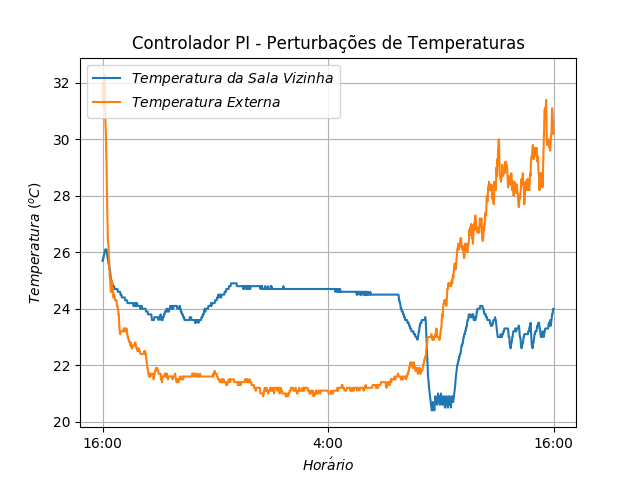 Controlador PI - Perturbações de Temperaturas
Temperatura da Sala Vizinha
Temperatura Externa
Temperatura (ºC)
32
30
28
26
24
22
20
16:00
4:00
16:00
Horário